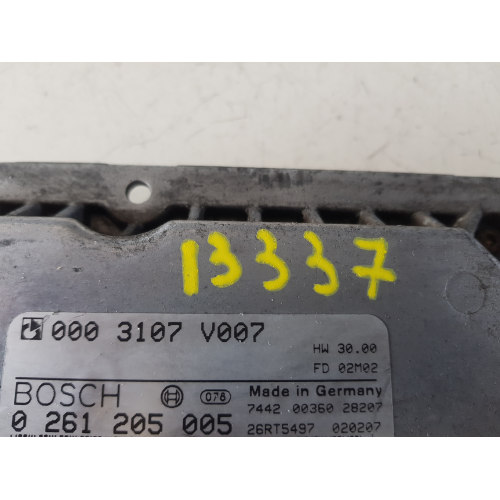 13337
000 3107 V007
HW 30.00
FD 02M02
BOSCH 076 Made in Germany
7442 00360 28207
0 261 205 005 26RT5497 020207